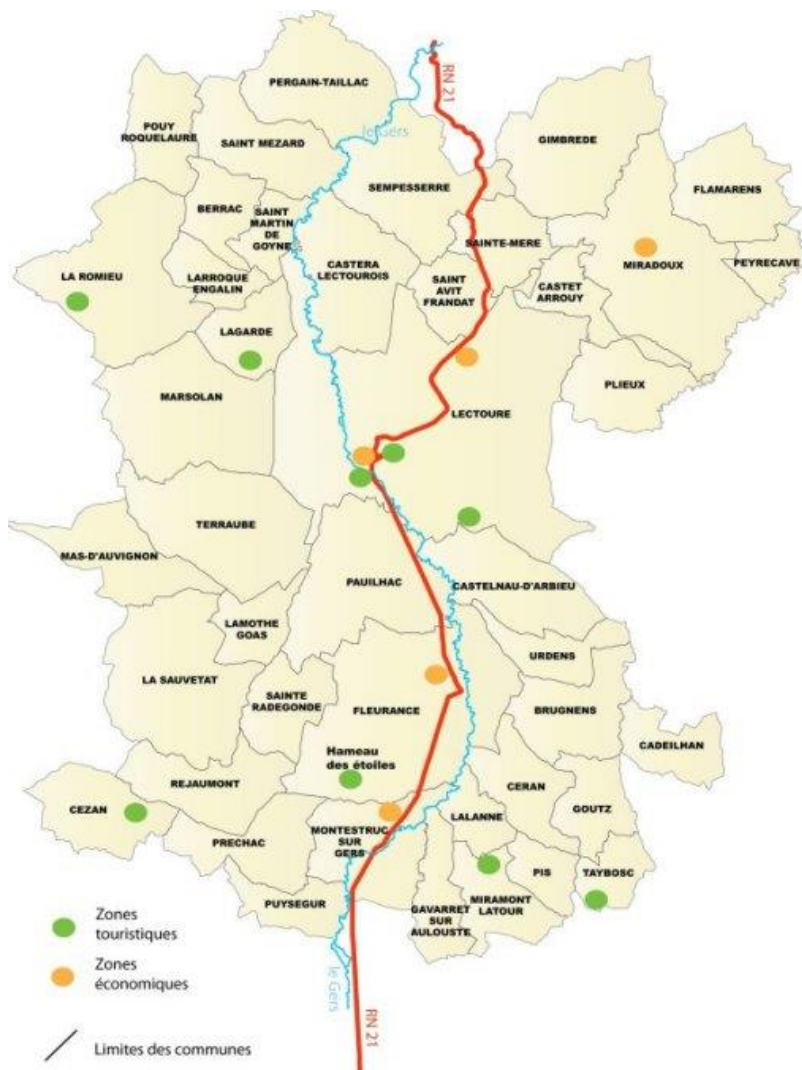 RN 21
PERGAIN-TAILLAC
POUY
ROQUELAURE
SAINT MEZARD
le Gers
GIMBREDE
FLAMARENS
SEMPESSERRE
BERRAC
SAINT
MARTIN
DE
GOYNE
SAINTE-MERE
MIRADOUX
PEYRECAVE
LA ROMIEU
LARROQUE
ENGALIN
CASTERA
LECTOUROIS
SAINT
AVIT
FRANDAT
CASTET
ARROUY
LAGARDE
PLIEUX
MARSOLAN
LECTOURE
TERRAUBE
MAS-D'AUVIGNON
PAUILHAC
CASTELNAU-D'ARBIEU
LAMOTHE
GOAS
URDENS
LA SAUVETAT
SAINTE
RADEGONDE
FLEURANCE
BRUGNENS
CADEILHAN
Hameau
des étoiles
REJAUMONT
CERAN
CEZAN
GOUTZ
LALANNE
PRECHAC
MONTESTRUC
SUR
GERS
PIS
TAYBOSC
PUYSEGUR
GAVARRET
SUR
AULOUSTE
MIRAMONT
LATOUR
Zones
touristiques
Zones
économiques
le Gers
RN 21
Limites des communes